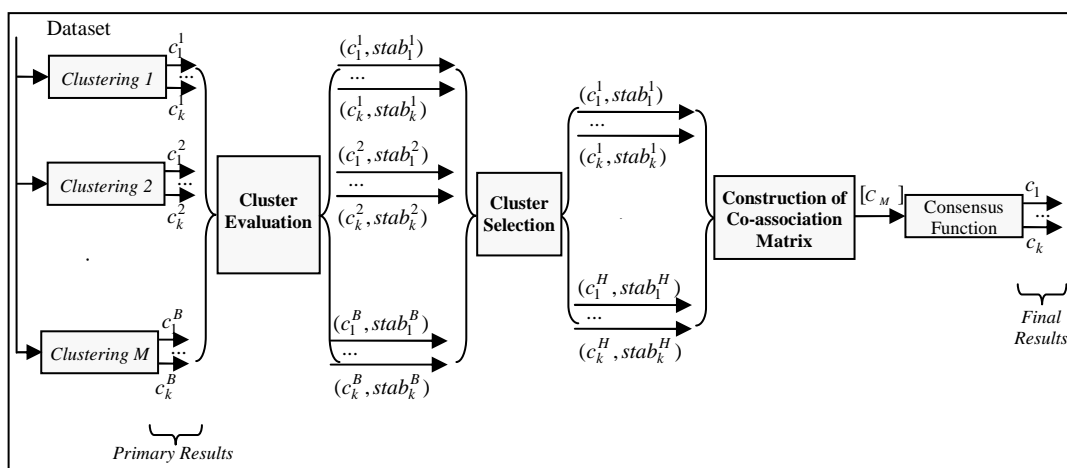 Dataset
Clustering 1
c_1^1
...
c_k^1
Clustering 2
c_1^2
...
c_k^2
Clustering M
c_1^B
...
c_k^B
Primary Results
Cluster
Evaluation
(c_1^1, stab_1^1)
...
(c_k^1, stab_k^1)
(c_1^2, stab_1^2)
...
(c_k^2, stab_k^2)
(c_1^B, stab_1^B)
...
(c_k^B, stab_k^B)
Cluster
Selection
(c_1^1, stab_1^1)
...
(c_k^1, stab_k^1)
(c_1^H, stab_1^H)
...
(c_k^H, stab_k^H)
Construction of
Co-association
Matrix
[C_M]
Consensus
Function
c_1
...
c_k
Final
Results